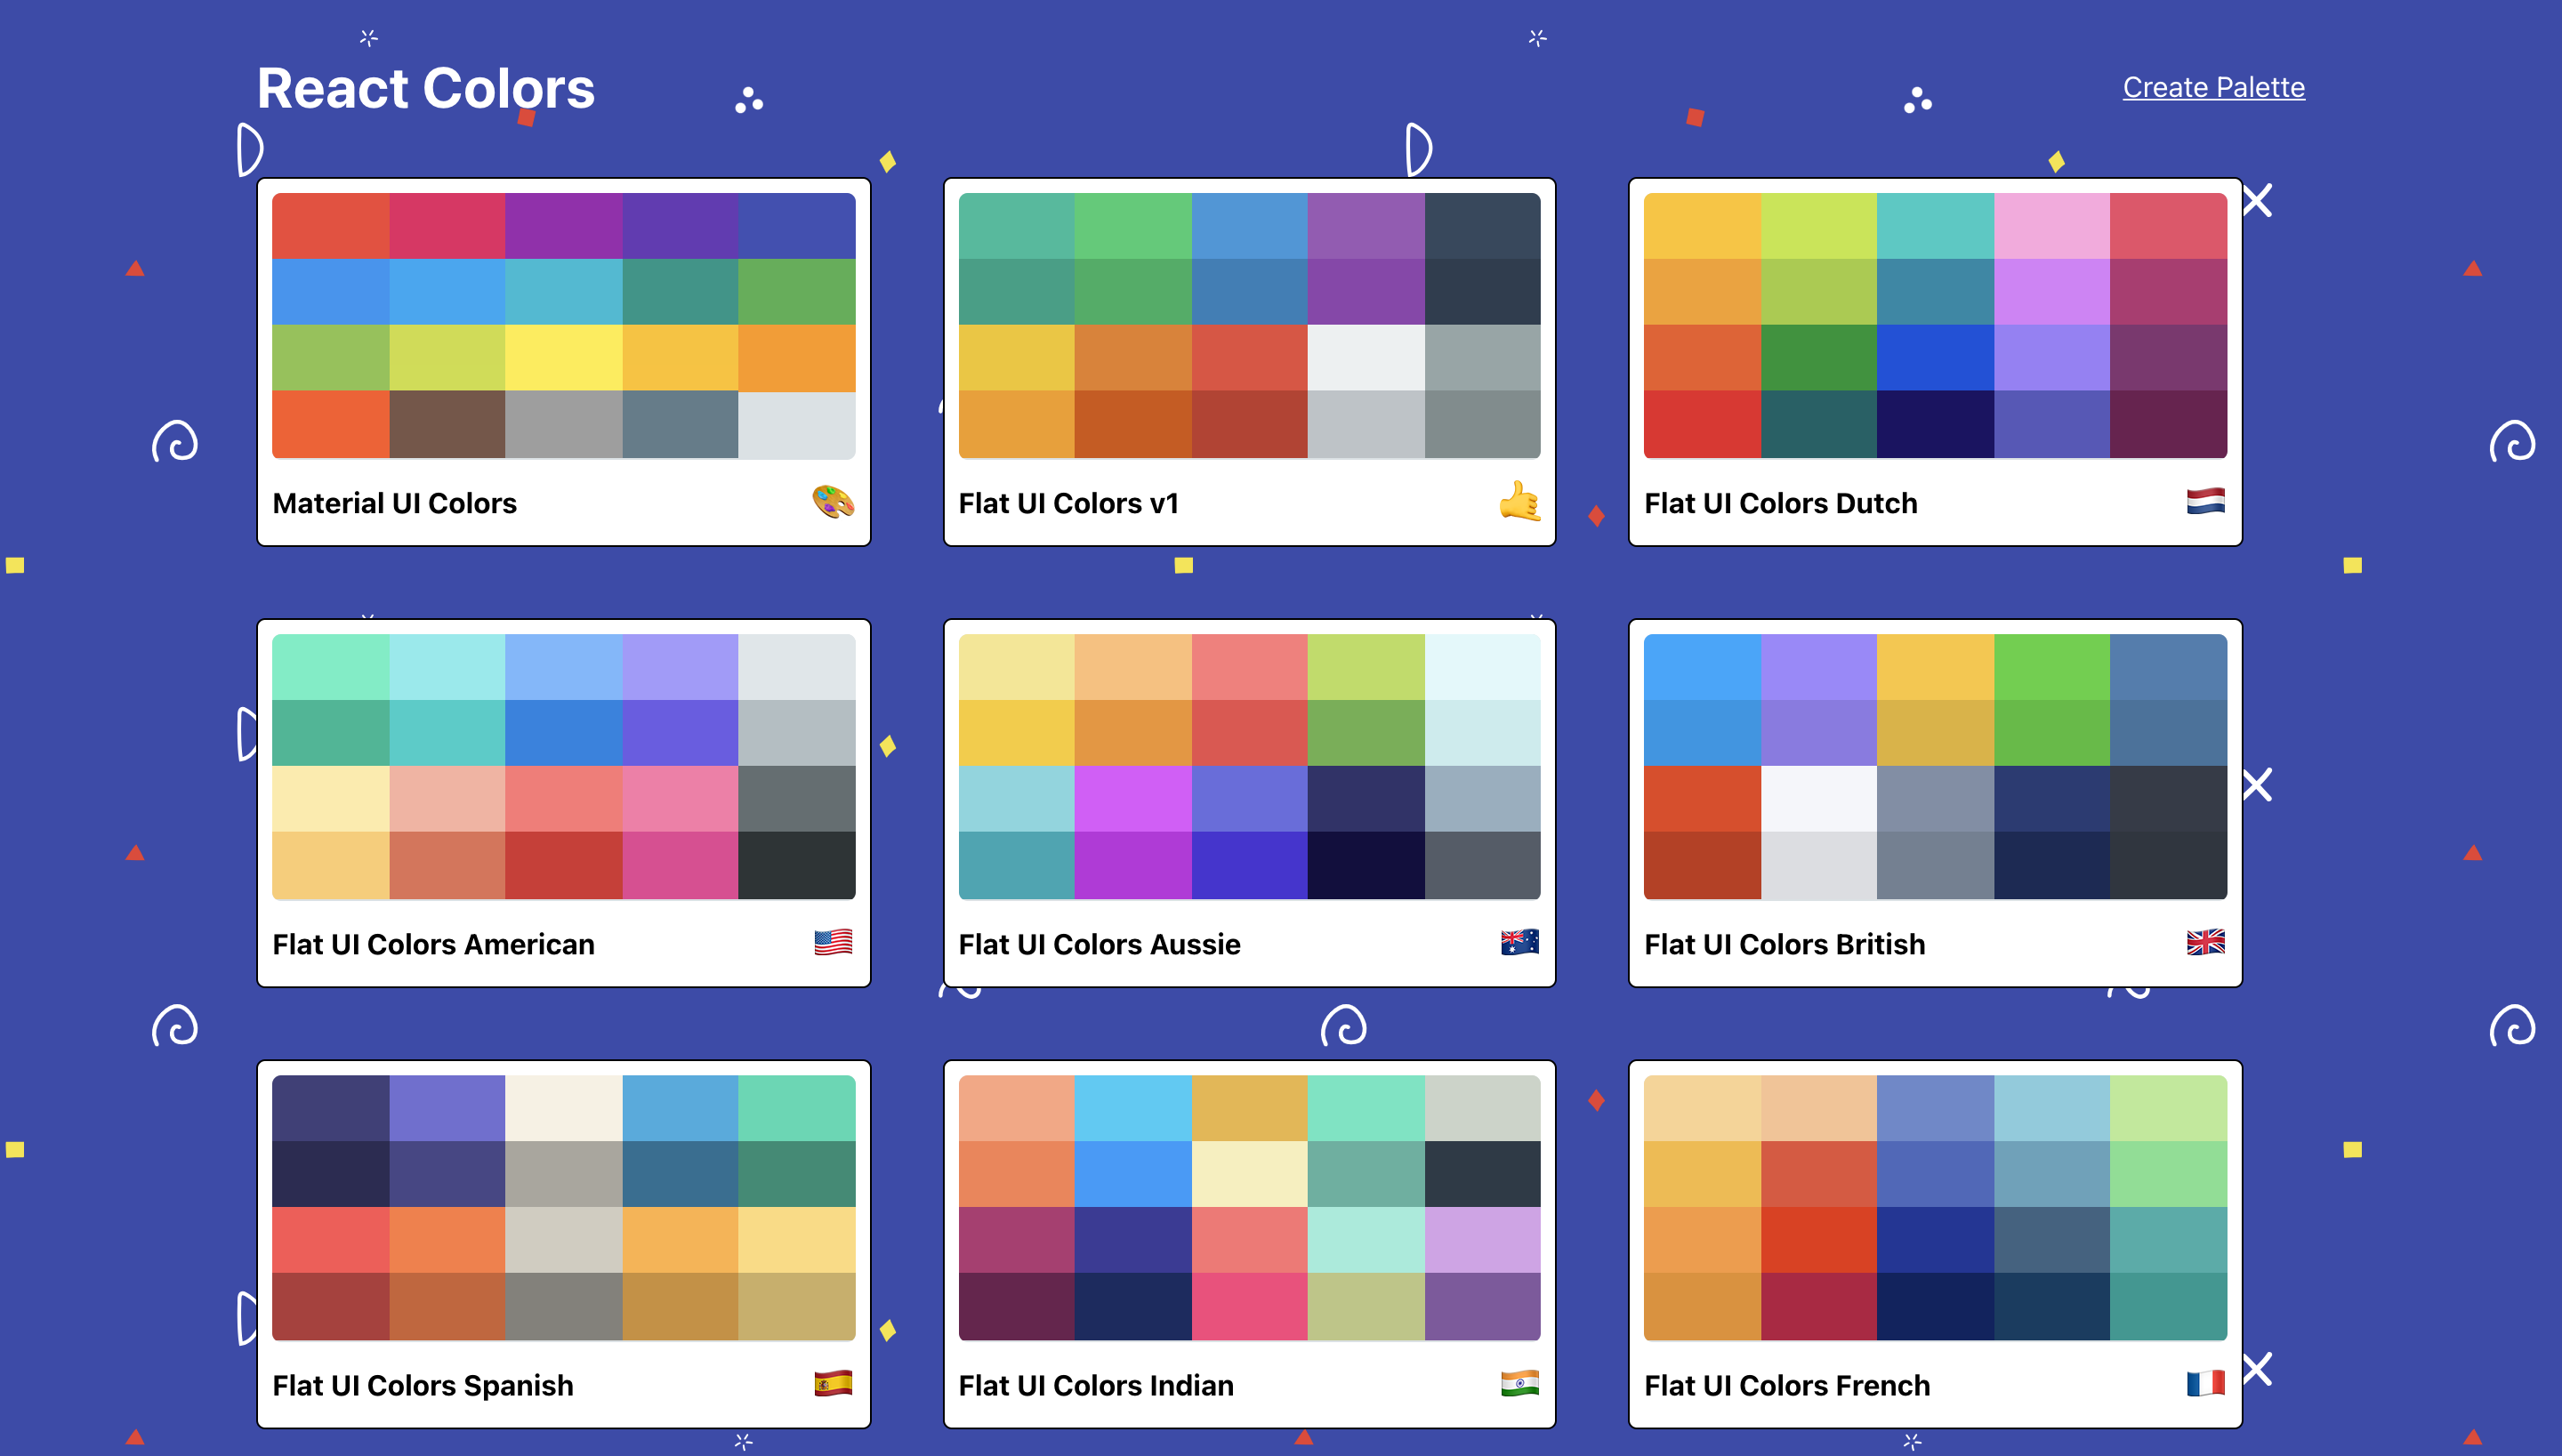 React Colors
Create Palette
Material UI Colors
Flat UI Colors v1
Flat UI Colors Dutch
Flat UI Colors American
Flat UI Colors Aussie
Flat UI Colors British
Flat UI Colors Spanish
Flat UI Colors Indian
Flat UI Colors French